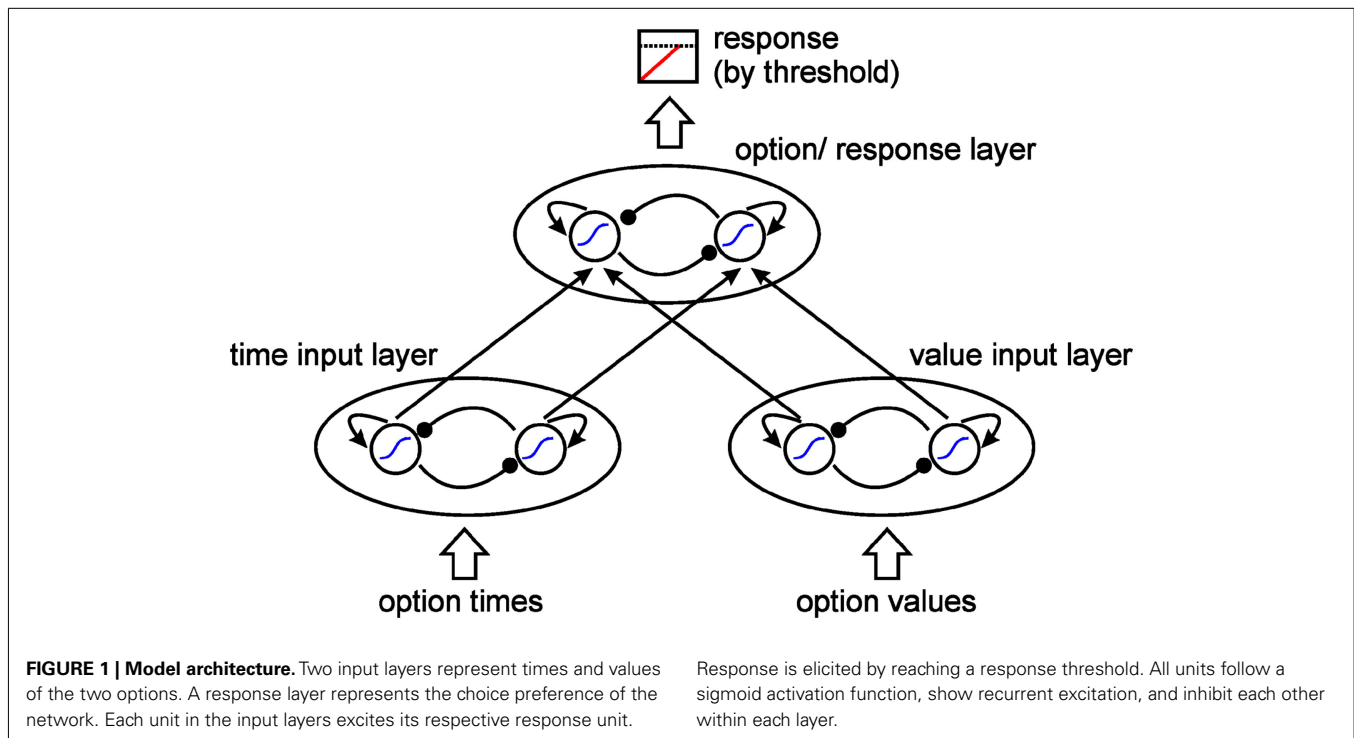 response
(by threshold)
option/ response layer
time input layer
value input layer
option times
option values
FIGURE 1 | Model architecture. Two input layers represent times and values
of the two options. A response layer represents the choice preference of the
network. Each unit in the input layers excites its respective response unit.
Response is elicited by reaching a response threshold. All units follow a
sigmoid activation function, show recurrent excitation, and inhibit each other
within each layer.